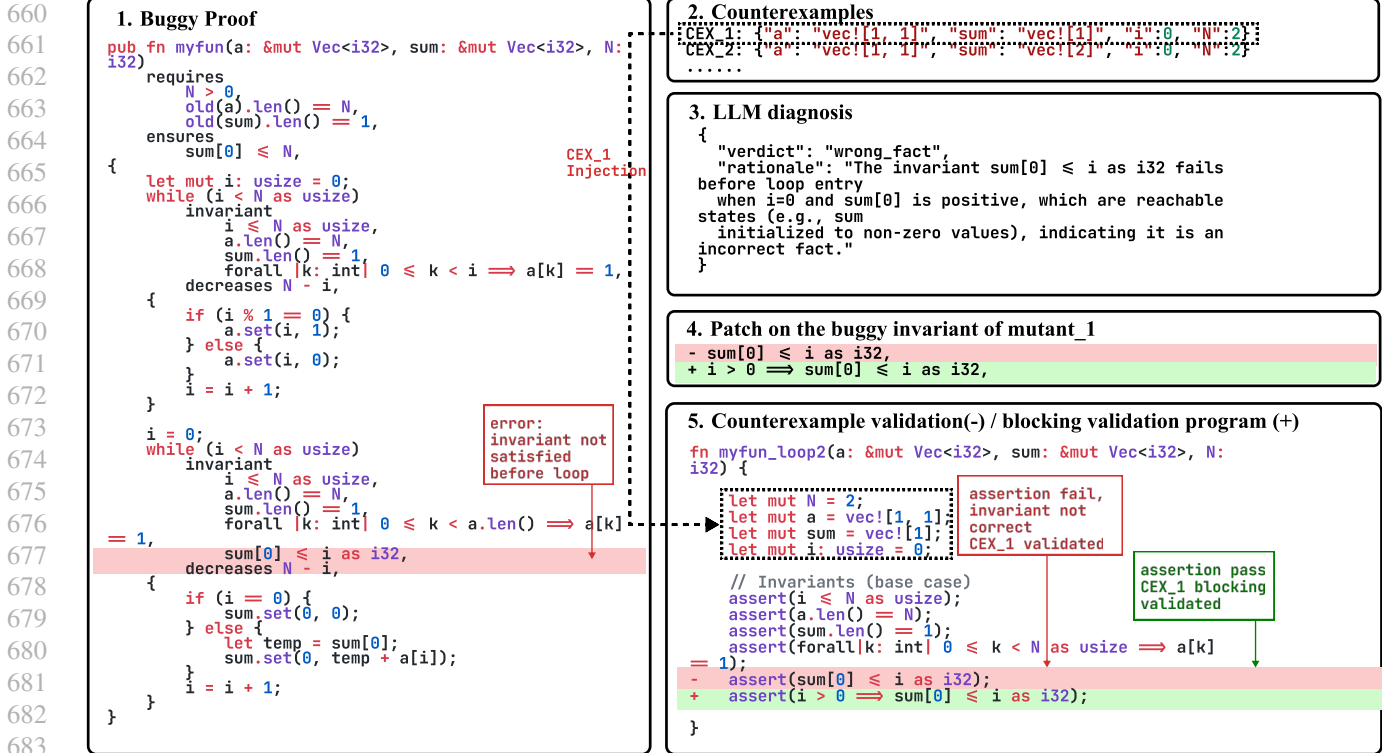 660
661
662
663
664
665
666
667
668
669
670
671
672
673
674
675
676
677
678
679
680
681
682
683
1. Buggy Proof
pub fn myfun(a: &mut Vec<i32>, sum: &mut Vec<i32>, N:
i32)
requires
N > 0,
old(a).len() == N,
old(sum).len() == 1,
ensures
sum[0] <= N,
{
let mut i: usize = 0;
while (i < N as usize)
invariant
i <= N as usize,
a.len() == N,
sum.len() == 1,
forall |k: int| 0 <= k < i ==> a[k] == 1,
decreases N - i,
{
if (i % 1 == 0) {
a.set(i, 1);
} else {
a.set(i, 0);
}
i = i + 1;
}
i = 0;
while (i < N as usize)
invariant
i <= N as usize,
a.len() == N,
sum.len() == 1,
forall |k: int| 0 <= k < a.len() ==> a[k]
== 1,
sum[0] <= i as i32,
decreases N - i,
{
if (i == 0) {
sum.set(0, 0);
} else {
let temp = sum[0];
sum.set(0, temp + a[i]);
}
i = i + 1;
}
}
CEX_1
Injection
error:
invariant not
satisfied
before loop
2. Counterexamples
CEX_1: {"a": "vec![1, 1]", "sum": "vec![1]", "i":0, "N":2}
CEX_2: {"a": "vec![1, 1]", "sum": "vec![2]", "i":0, "N":2}
......
3. LLM diagnosis
{
"verdict": "wrong_fact",
"rationale": "The invariant sum[0] <= i as i32 fails
before loop entry
when i=0 and sum[0] is positive, which are reachable
states (e.g., sum
initialized to non-zero values), indicating it is an
incorrect fact."
}
4. Patch on the buggy invariant of mutant_1
- sum[0] <= i as i32,
+ i > 0 ==> sum[0] <= i as i32,
5. Counterexample validation(-) / blocking validation program (+)
fn myfun_loop2(a: &mut Vec<i32>, sum: &mut Vec<i32>, N:
i32) {
let mut N = 2;
let mut a = vec![1, 1];
let mut sum = vec![1];
let mut i: usize = 0;
// Invariants (base case)
assert(i <= N as usize);
assert(a.len() == N);
assert(sum.len() == 1);
assert(forall|k: int| 0 <= k < N as usize ==> a[k]
== 1);
- assert(sum[0] <= i as i32);
+ assert(i > 0 ==> sum[0] <= i as i32);
}
assertion fail,
invariant not
correct
CEX_1 validated
assertion pass
CEX_1 blocking
validated